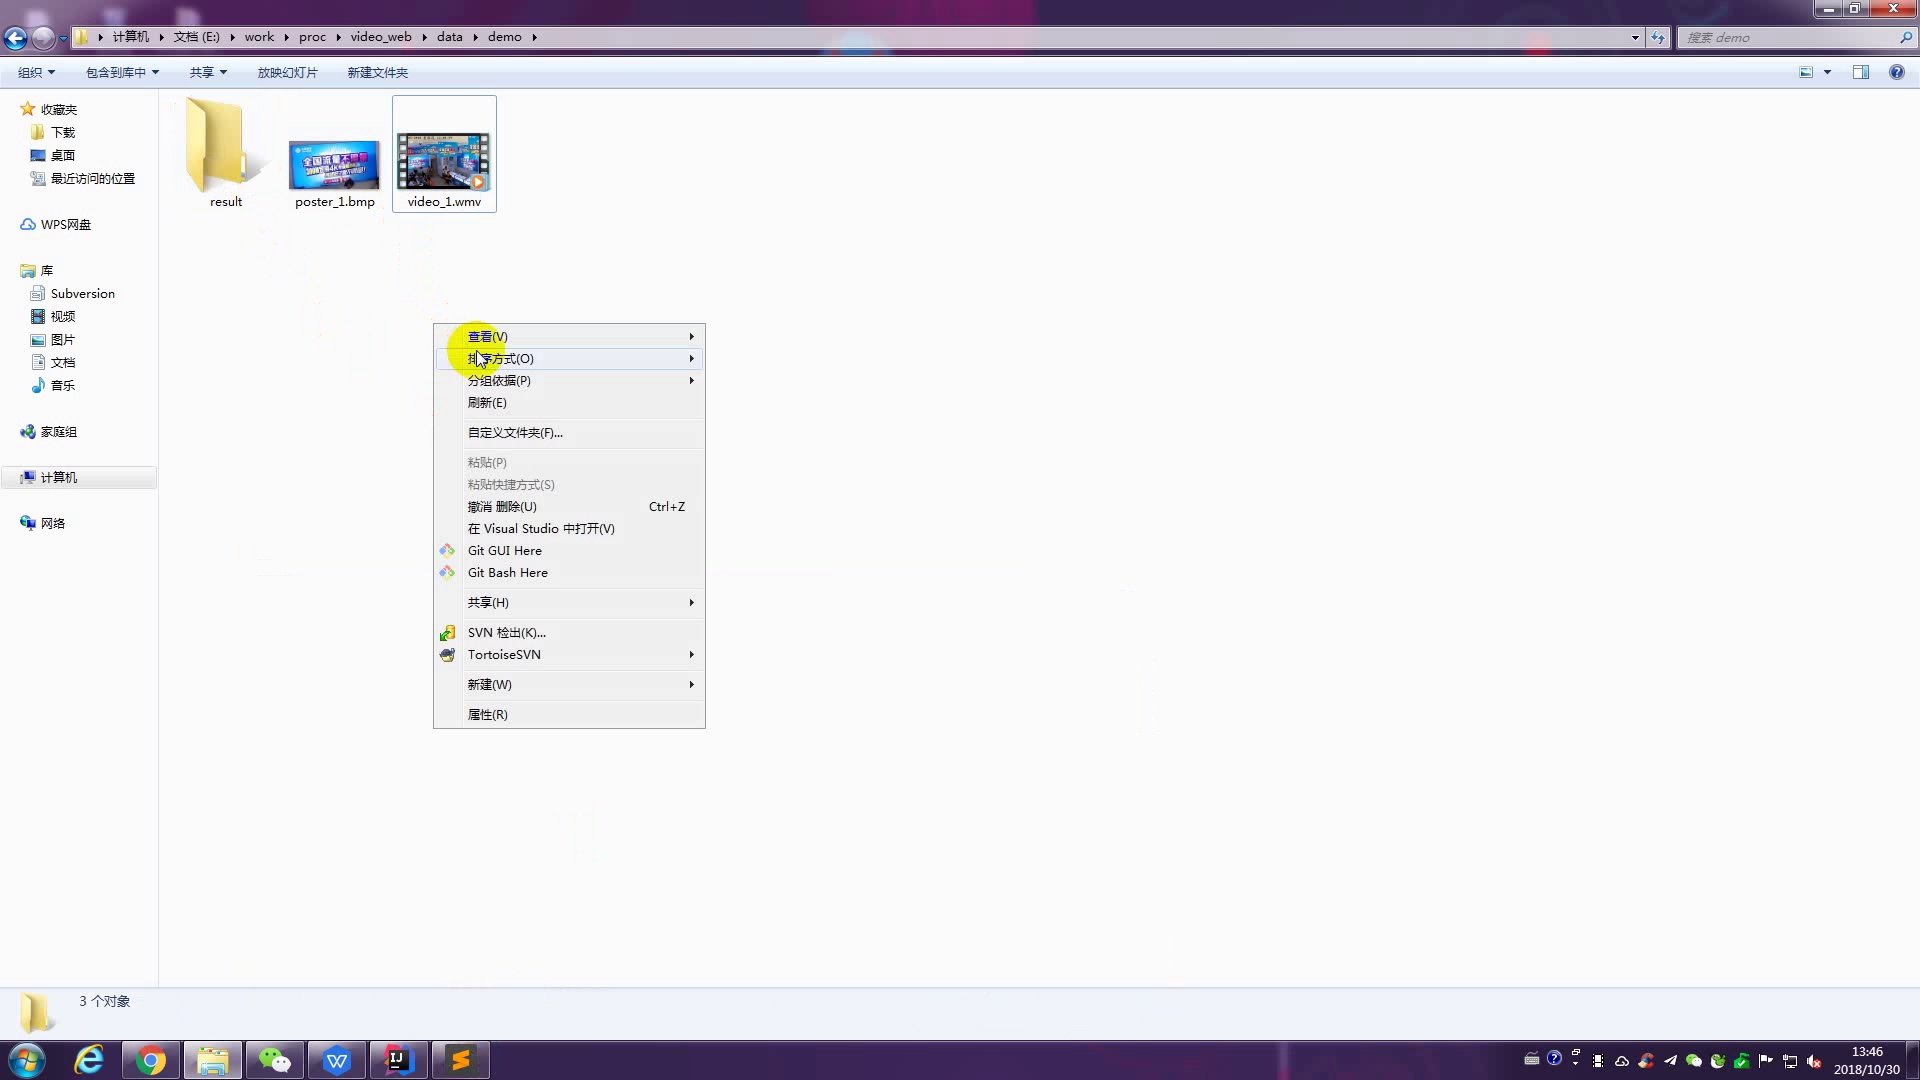 计算机 文档 (E:) work proc video_web data demo
搜索 demo
组织 包含到库中 共享 放映幻灯片 新建文件夹
收藏夹
下载
桌面
最近访问的位置
WPS网盘
库
Subversion
视频
图片
文档
音乐
家庭组
计算机
网络
全国流量不限量
result
poster_1.bmp
video_1.wmv
查看(V)
排序方式(O)
分组依据(P)
刷新(E)
自定义文件夹(F)...
粘贴(P)
粘贴快捷方式(S)
撤消 删除(U) Ctrl+Z
在 Visual Studio 中打开(V)
Git GUI Here
Git Bash Here
共享(H)
SVN 检出(K)...
TortoiseSVN
新建(W)
属性(R)
3 个对象
13:46
2018/10/30